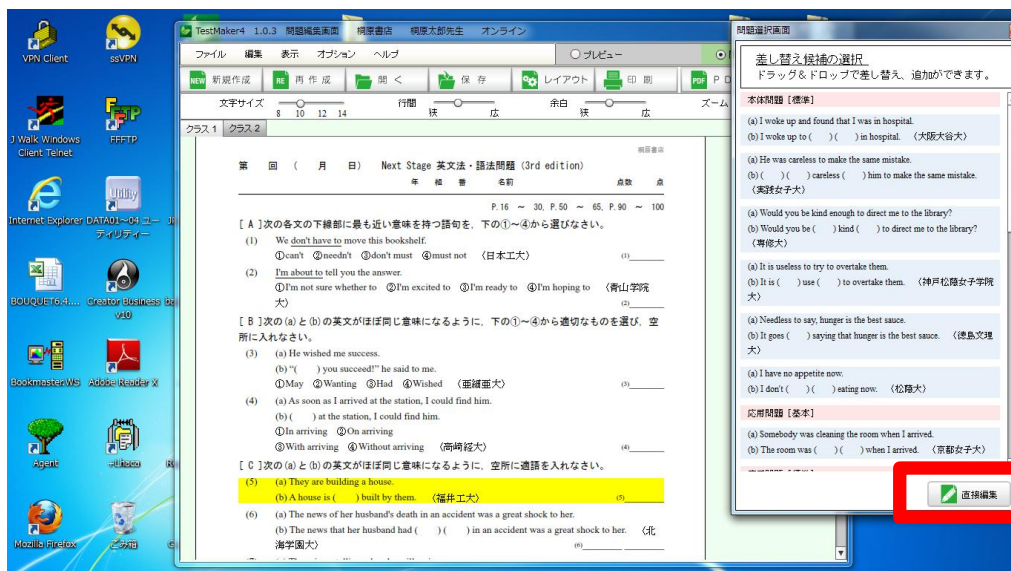 VPN Client
ssVPN
J Walk Windows
Client Telnet
FFFTP
Internet Explorer
DATA01～04 ユー
ティリティー
BOUQUET6.4....
Creator Business
v10
BookmasterWS
Adobe Reader X
Agent
Mozilla Firefox
ごみ箱
TestMaker4 1.0.3 問題編集画面 桐原書店 桐原太郎先生 オンライン
ファイル 編集 表示 オプション ヘルプ
プレビュー
NEW 新規作成
RE 再 作 成
開 く
保 存
レイアウト
印 刷
PDF P D
文字サイズ
8 10 12 14
行間
狭 広
余白
狭 広
ズーム
クラス 1 クラス 2
桐原書店
第 回 ( 月 日) Next Stage 英文法・語法問題 (3rd edition)
年 組 番 名前 点数 点
P.16 ～ 30, P.50 ～ 65, P.90 ～ 100
[ A ]次の各文の下線部に最も近い意味を持つ語句を、下の①～④から選びなさい。
(1) We don't have to move this bookshelf.
①can't ②needn't ③don't must ④must not 〈日本工大〉 (1)
(2) I'm about to tell you the answer.
①I'm not sure whether to ②I'm excited to ③I'm ready to ④I'm hoping to 〈青山学院
大〉 (2)
[ B ]次の(a)と(b)の英文がほぼ同じ意味になるように、下の①～④から適切なものを選び、空
所に入れなさい。
(3) (a) He wished me success.
(b) “( ) you succeed!” he said to me.
①May ②Wanting ③Had ④Wished 〈亜細亜大〉 (3)
(4) (a) As soon as I arrived at the station, I could find him.
(b) ( ) at the station, I could find him.
①In arriving ②On arriving
③With arriving ④Without arriving 〈高崎経大〉 (4)
[ C ]次の(a)と(b)の英文がほぼ同じ意味になるように、空所に適語を入れなさい。
(5) (a) They are building a house.
(b) A house is ( ) built by them. 〈福井工大〉 (5)
(6) (a) The news of her husband's death in an accident was a great shock to her.
(b) The news that her husband had ( ) ( ) in an accident was a great shock to her. 〈北
海学園大〉 (6)
問題選択画面
差し替え候補の選択
ドラッグ＆ドロップで差し替え、追加ができます。
本体問題［標準］
(a) I woke up and found that I was in hospital.
(b) I woke up to ( ) ( ) in hospital. 〈大阪大谷大〉
(a) He was careless to make the same mistake.
(b) ( ) ( ) careless ( ) him to make the same mistake.
〈実践女子大〉
(a) Would you be kind enough to direct me to the library?
(b) Would you be ( ) kind ( ) to direct me to the library?
〈専修大〉
(a) It is useless to try to overtake them.
(b) It is ( ) use ( ) to overtake them. 〈神戸松蔭女子学院
大〉
(a) Needless to say, hunger is the best sauce.
(b) It goes ( ) saying that hunger is the best sauce. 〈徳島文理
大〉
(a) I have no appetite now.
(b) I don't ( ) ( ) eating now. 〈松蔭大〉
応用問題［基本］
(a) Somebody was cleaning the room when I arrived.
(b) The room was ( ) ( ) when I arrived. 〈京都女子大〉
直接編集